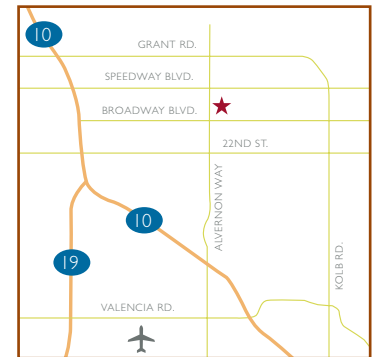 10
GRANT RD.
SPEEDWAY BLVD.
BROADWAY BLVD.
22ND ST.
ALVERNON WAY
10
KOLB RD.
19
VALENCIA RD.